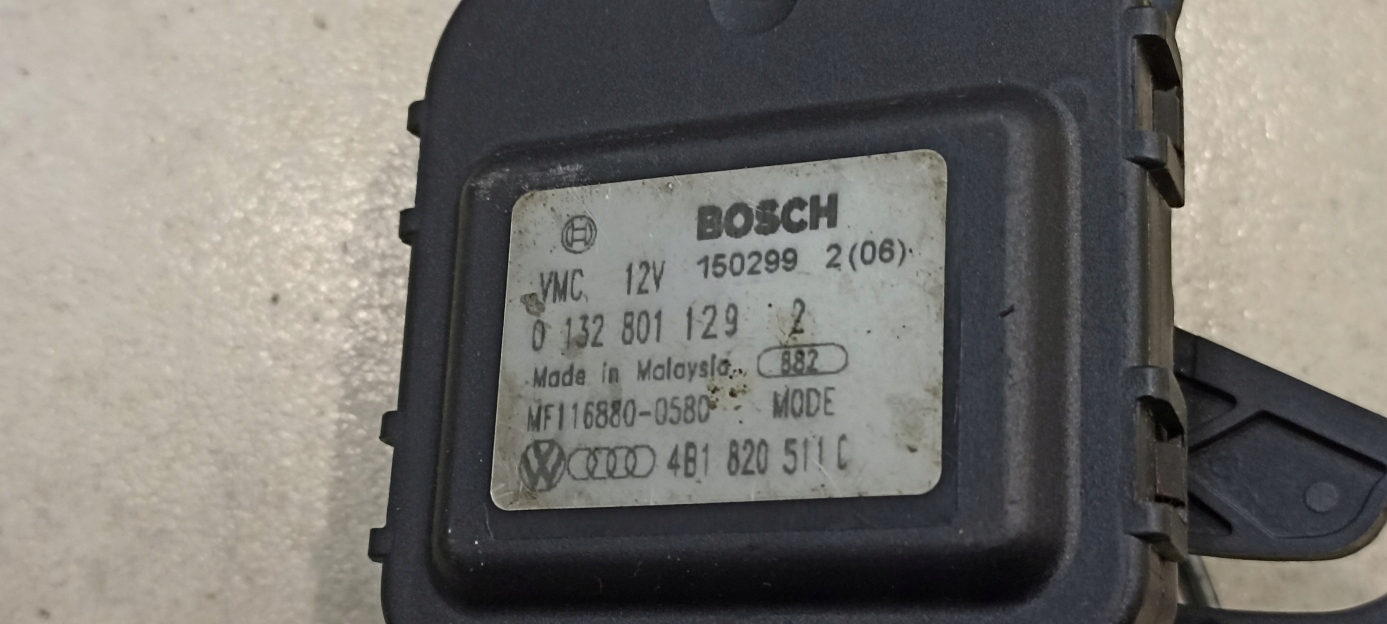 BOSCH
VMC 12V 150299 2(06)
0 132 801 129 2
Made in Malaysia 882
MF116880-0580 MODE
VW 4B1 820 511 C